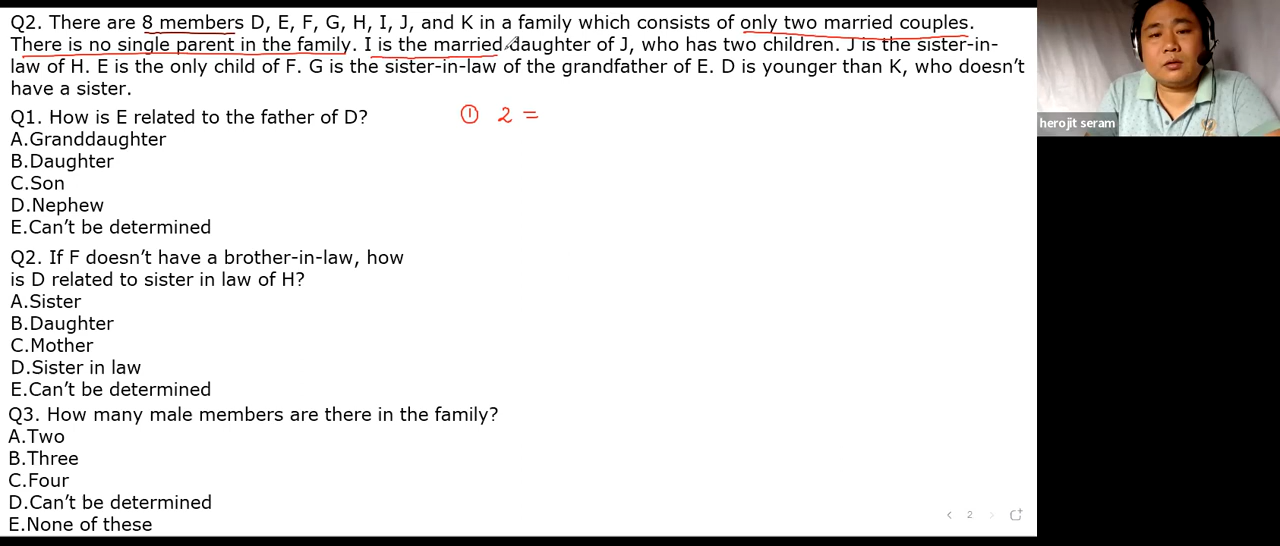 Q2. There are 8 members D, E, F, G, H, I, J, and K in a family which consists of only two married couples.
There is no single parent in the family. I is the married daughter of J, who has two children. J is the sister-in-
law of H. E is the only child of F. G is the sister-in-law of the grandfather of E. D is younger than K, who doesn't
have a sister.
Q1. How is E related to the father of D?
A.Granddaughter
B.Daughter
C.Son
D.Nephew
E.Can't be determined
① 2 =
Q2. If F doesn't have a brother-in-law, how
is D related to sister in law of H?
A.Sister
B.Daughter
C.Mother
D.Sister in law
E.Can't be determined
Q3. How many male members are there in the family?
A.Two
B.Three
C.Four
D.Can't be determined
E.None of these
herojit seram
< 2 >